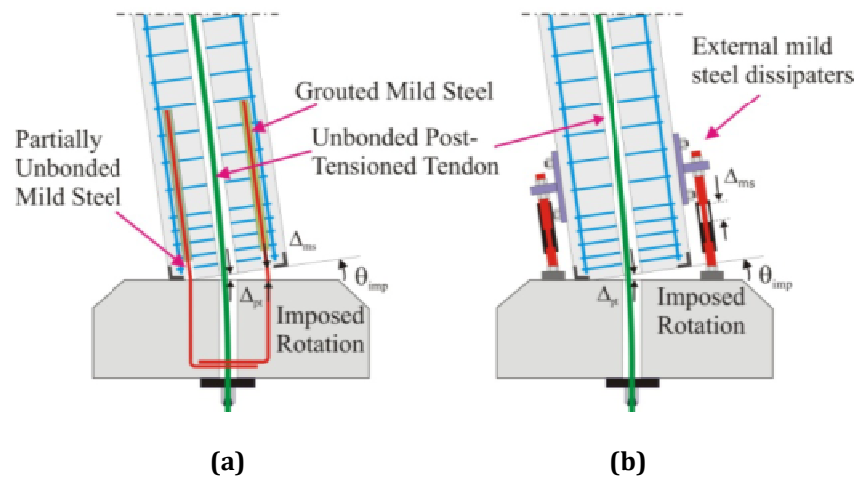 External mild
steel dissipaters
Grouted Mild Steel
Partially
Unbonded
Mild Steel
Unbonded Post-
Tensioned Tendon
Δms
Δms
θimp
θimp
Δpt
Δpt
Imposed
Rotation
Imposed
Rotation
(a)
(b)